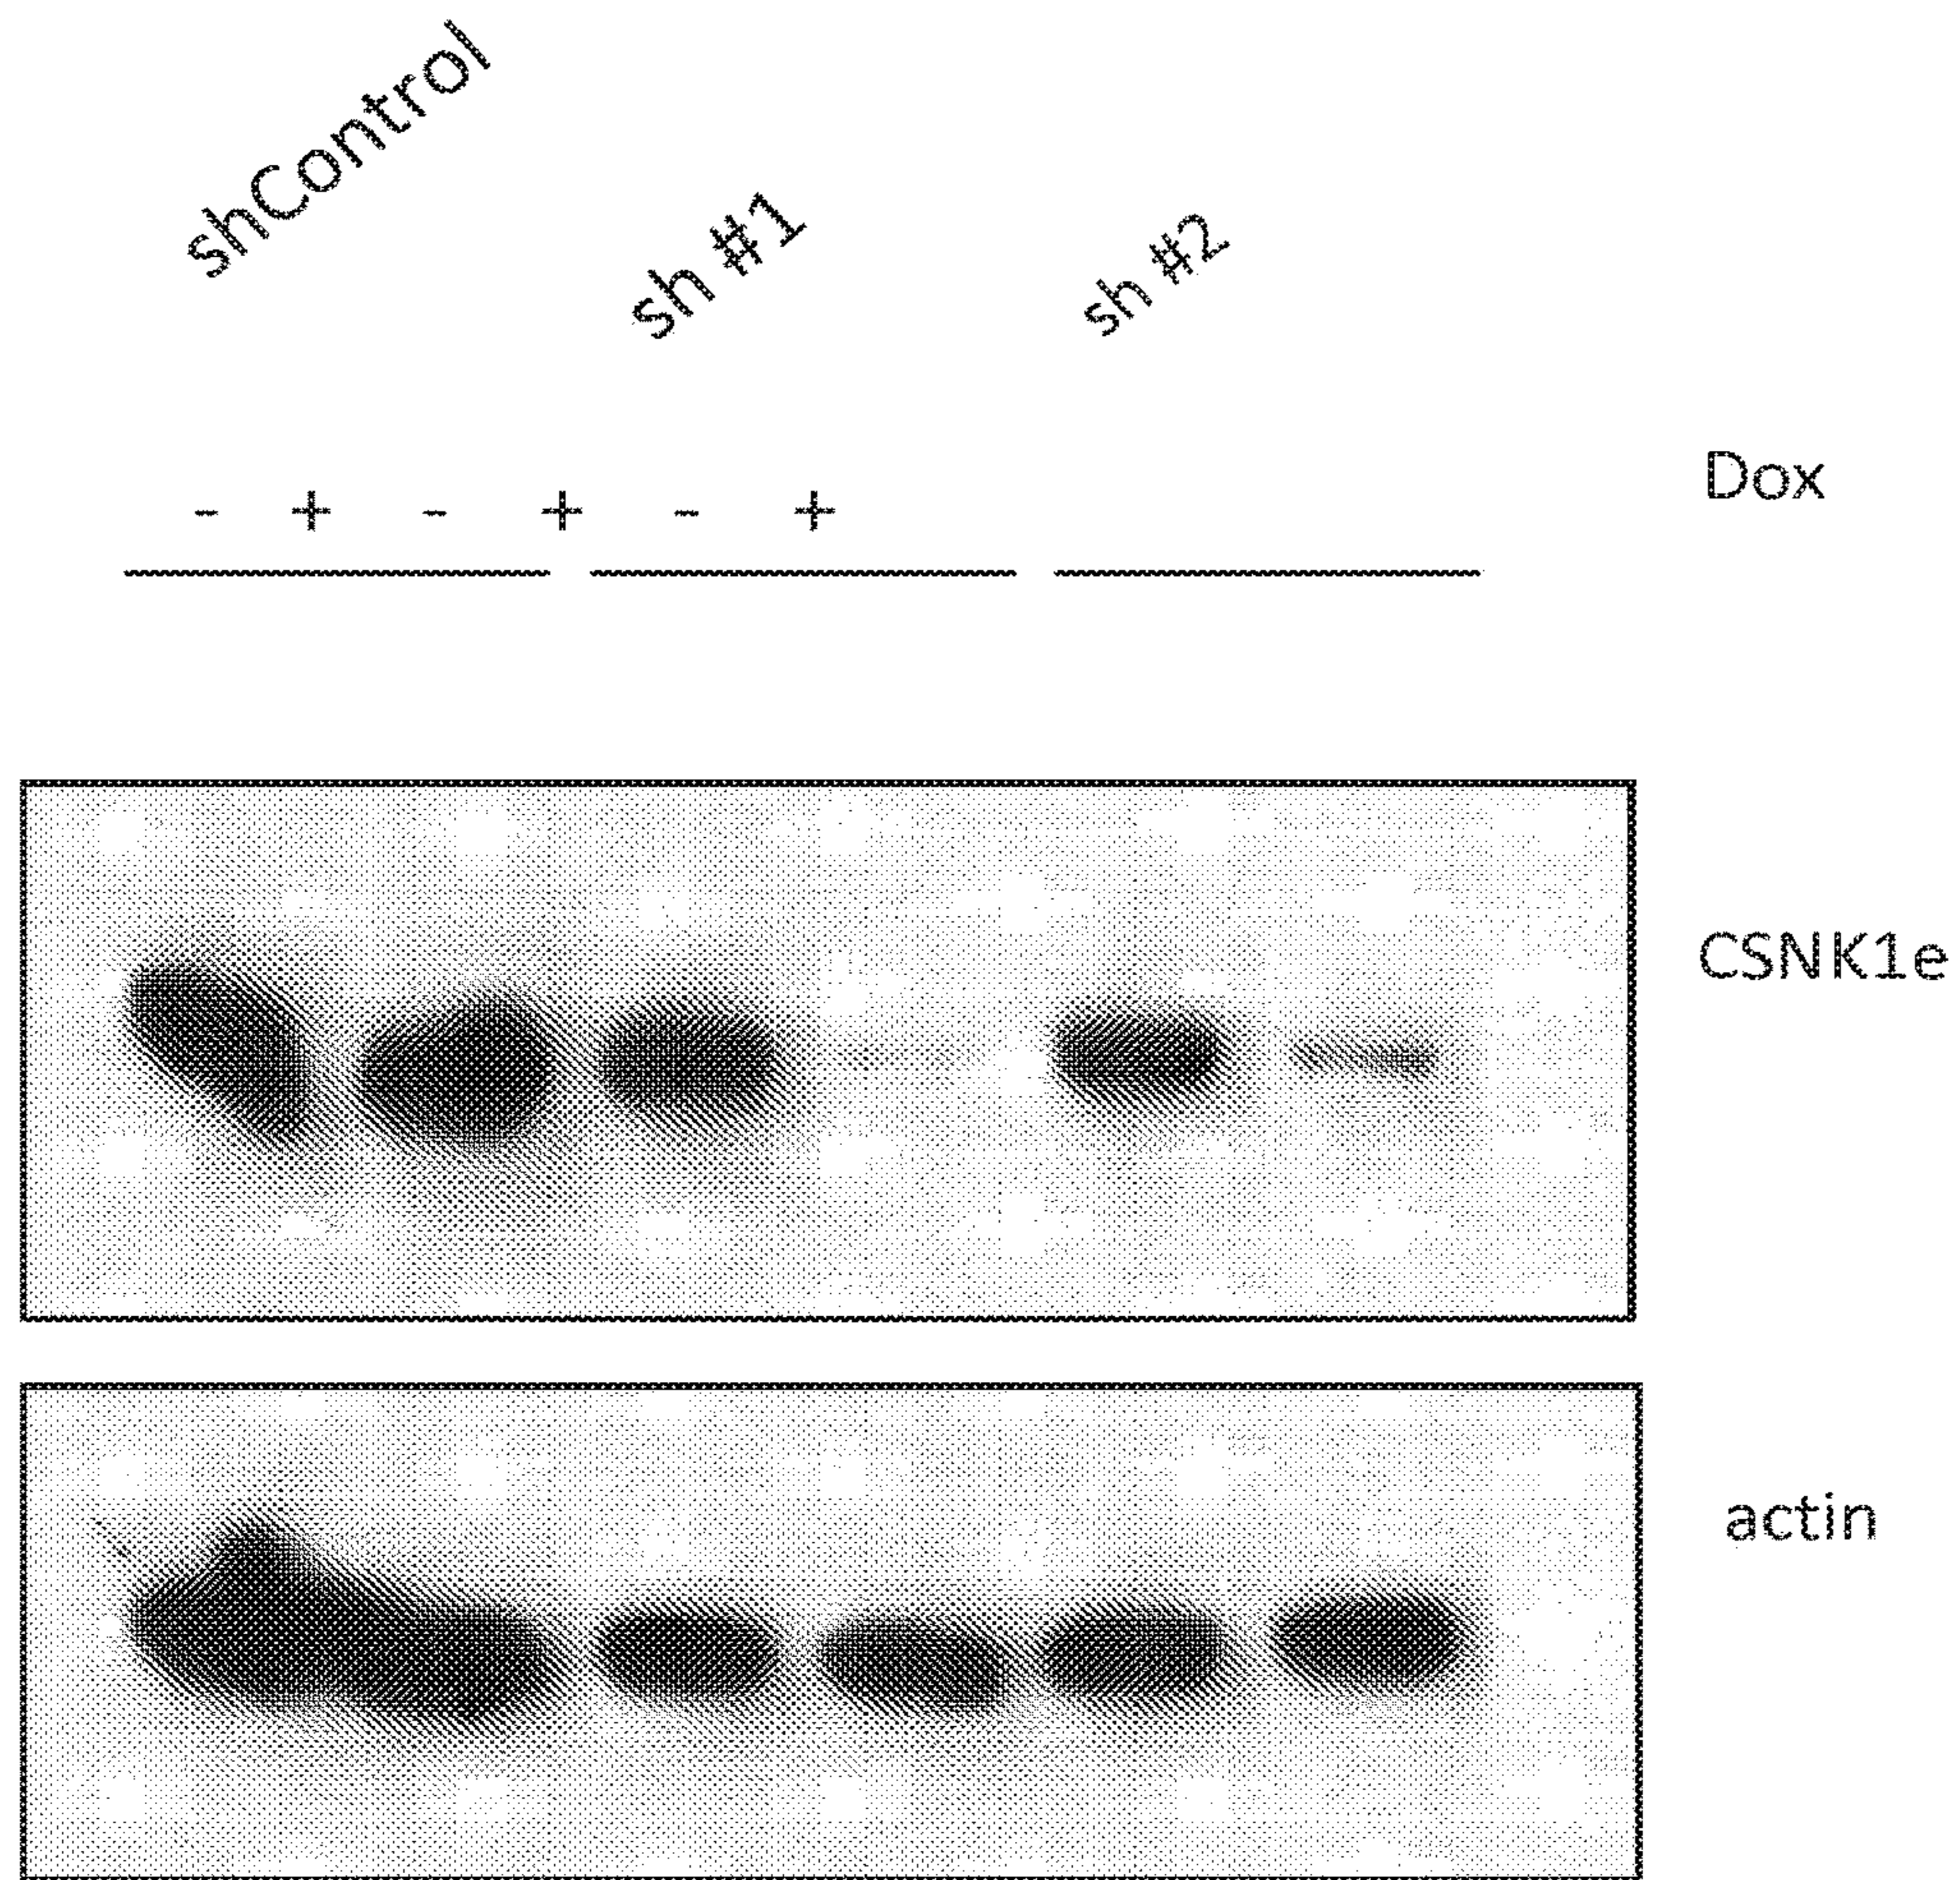 shControl
sh #1
sh #2
Dox
- + - + - +
CSNK1e
actin